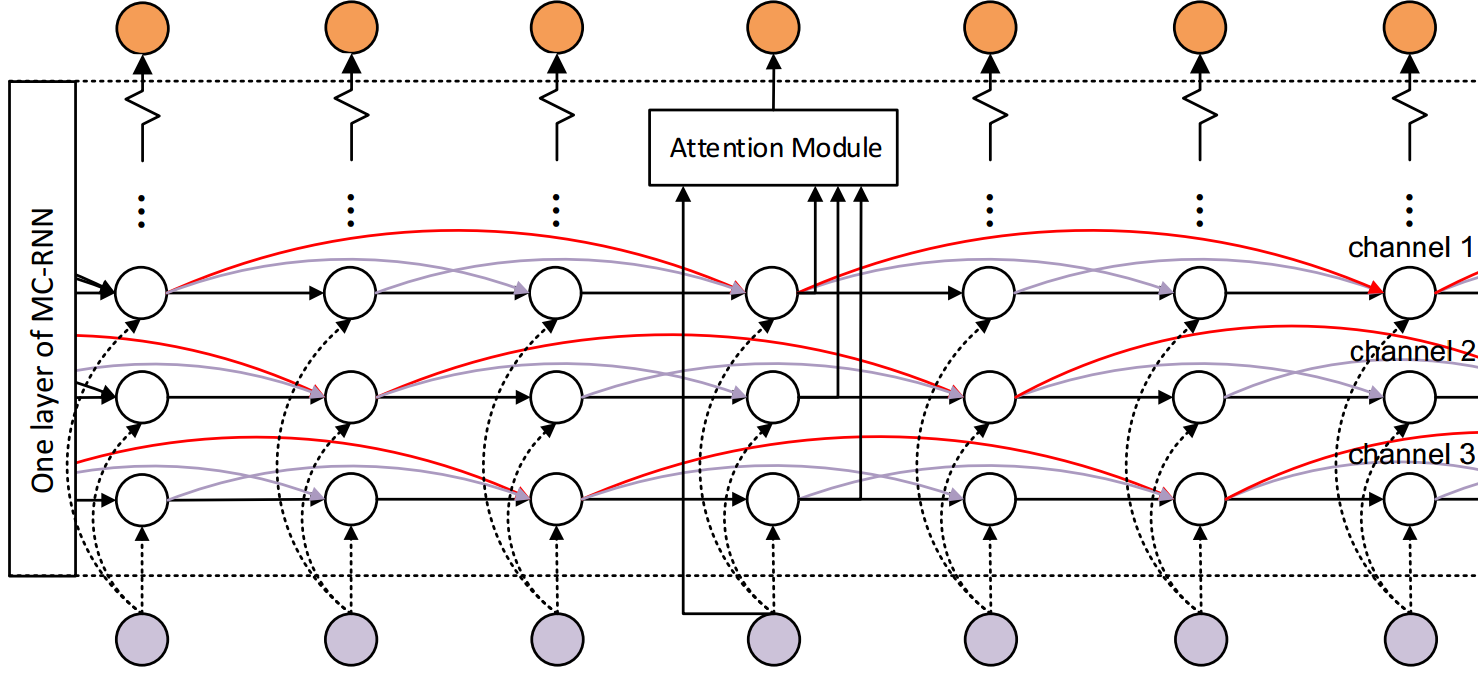 Attention Module
One layer of MC-RNN
channel 1
channel 2
channel 3